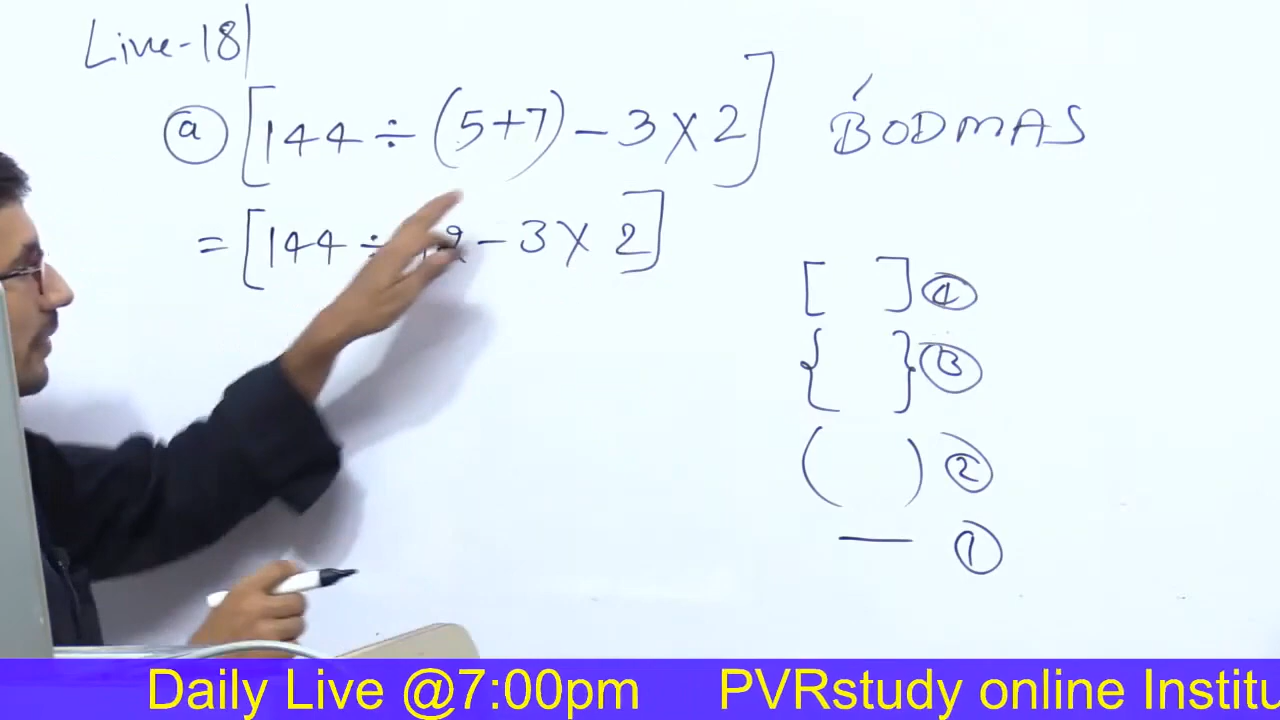 Live-18|
ⓐ [144 ÷ (5+7) - 3 × 2] BODMAS
= [144 ÷ - 3 × 2]
[ ] ④
{ } ③
( ) ②
— ①
Daily Live @7:00pm PVRstudy online Institu